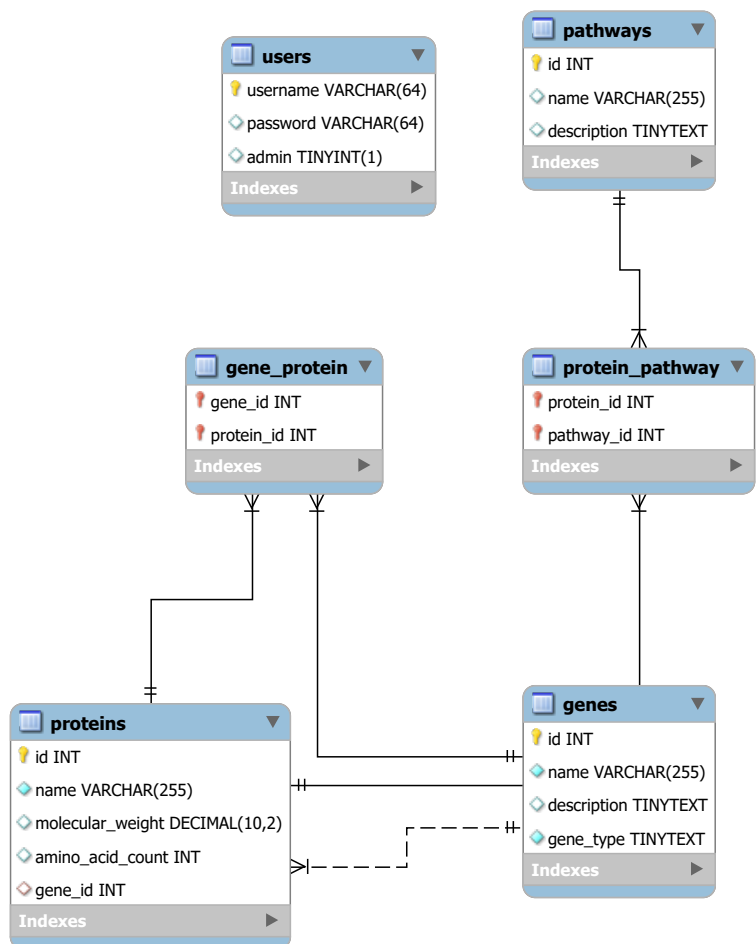 users
username VARCHAR(64)
password VARCHAR(64)
admin TINYINT(1)
Indexes
pathways
id INT
name VARCHAR(255)
description TINYTEXT
Indexes
gene_protein
gene_id INT
protein_id INT
Indexes
protein_pathway
protein_id INT
pathway_id INT
Indexes
proteins
id INT
name VARCHAR(255)
molecular_weight DECIMAL(10,2)
amino_acid_count INT
gene_id INT
Indexes
genes
id INT
name VARCHAR(255)
description TINYTEXT
gene_type TINYTEXT
Indexes